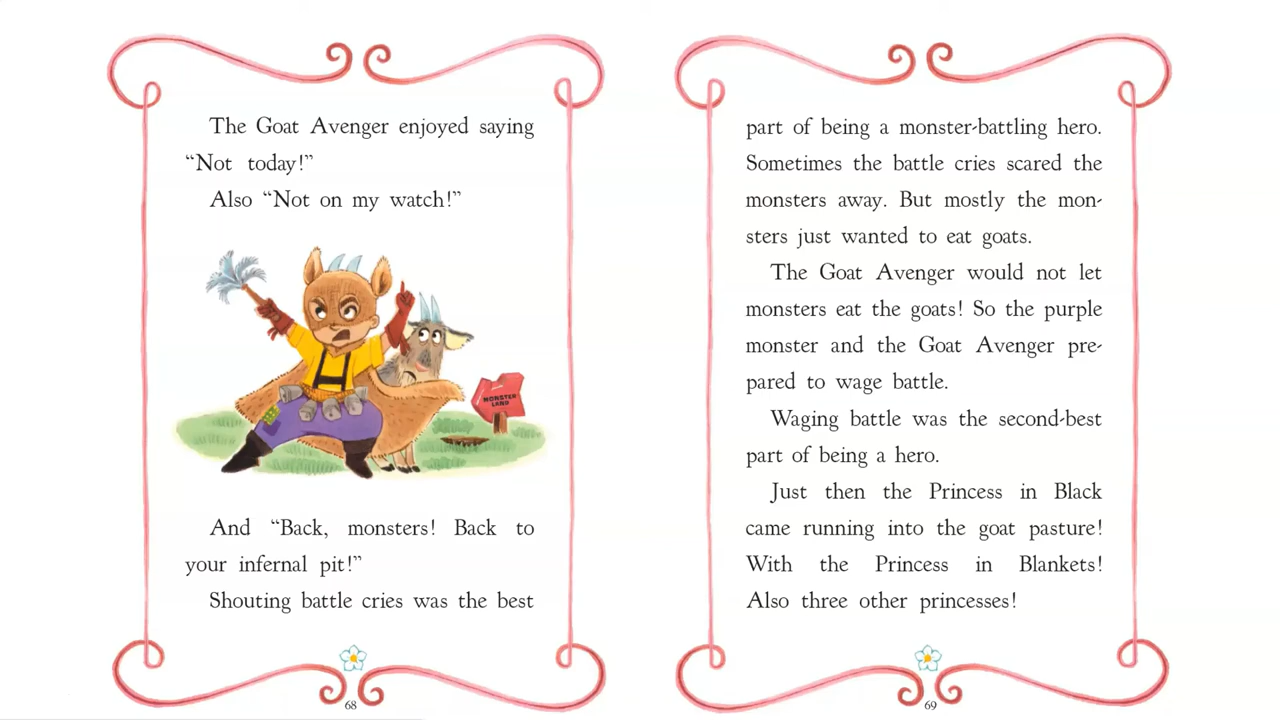 The Goat Avenger enjoyed saying
“Not today!”
Also “Not on my watch!”
MONSTER
LAND
And “Back, monsters! Back to
your infernal pit!”
Shouting battle cries was the best
68
part of being a monster-battling hero.
Sometimes the battle cries scared the
monsters away. But mostly the mon-
sters just wanted to eat goats.
The Goat Avenger would not let
monsters eat the goats! So the purple
monster and the Goat Avenger pre-
pared to wage battle.
Waging battle was the second-best
part of being a hero.
Just then the Princess in Black
came running into the goat pasture!
With the Princess in Blankets!
Also three other princesses!
69